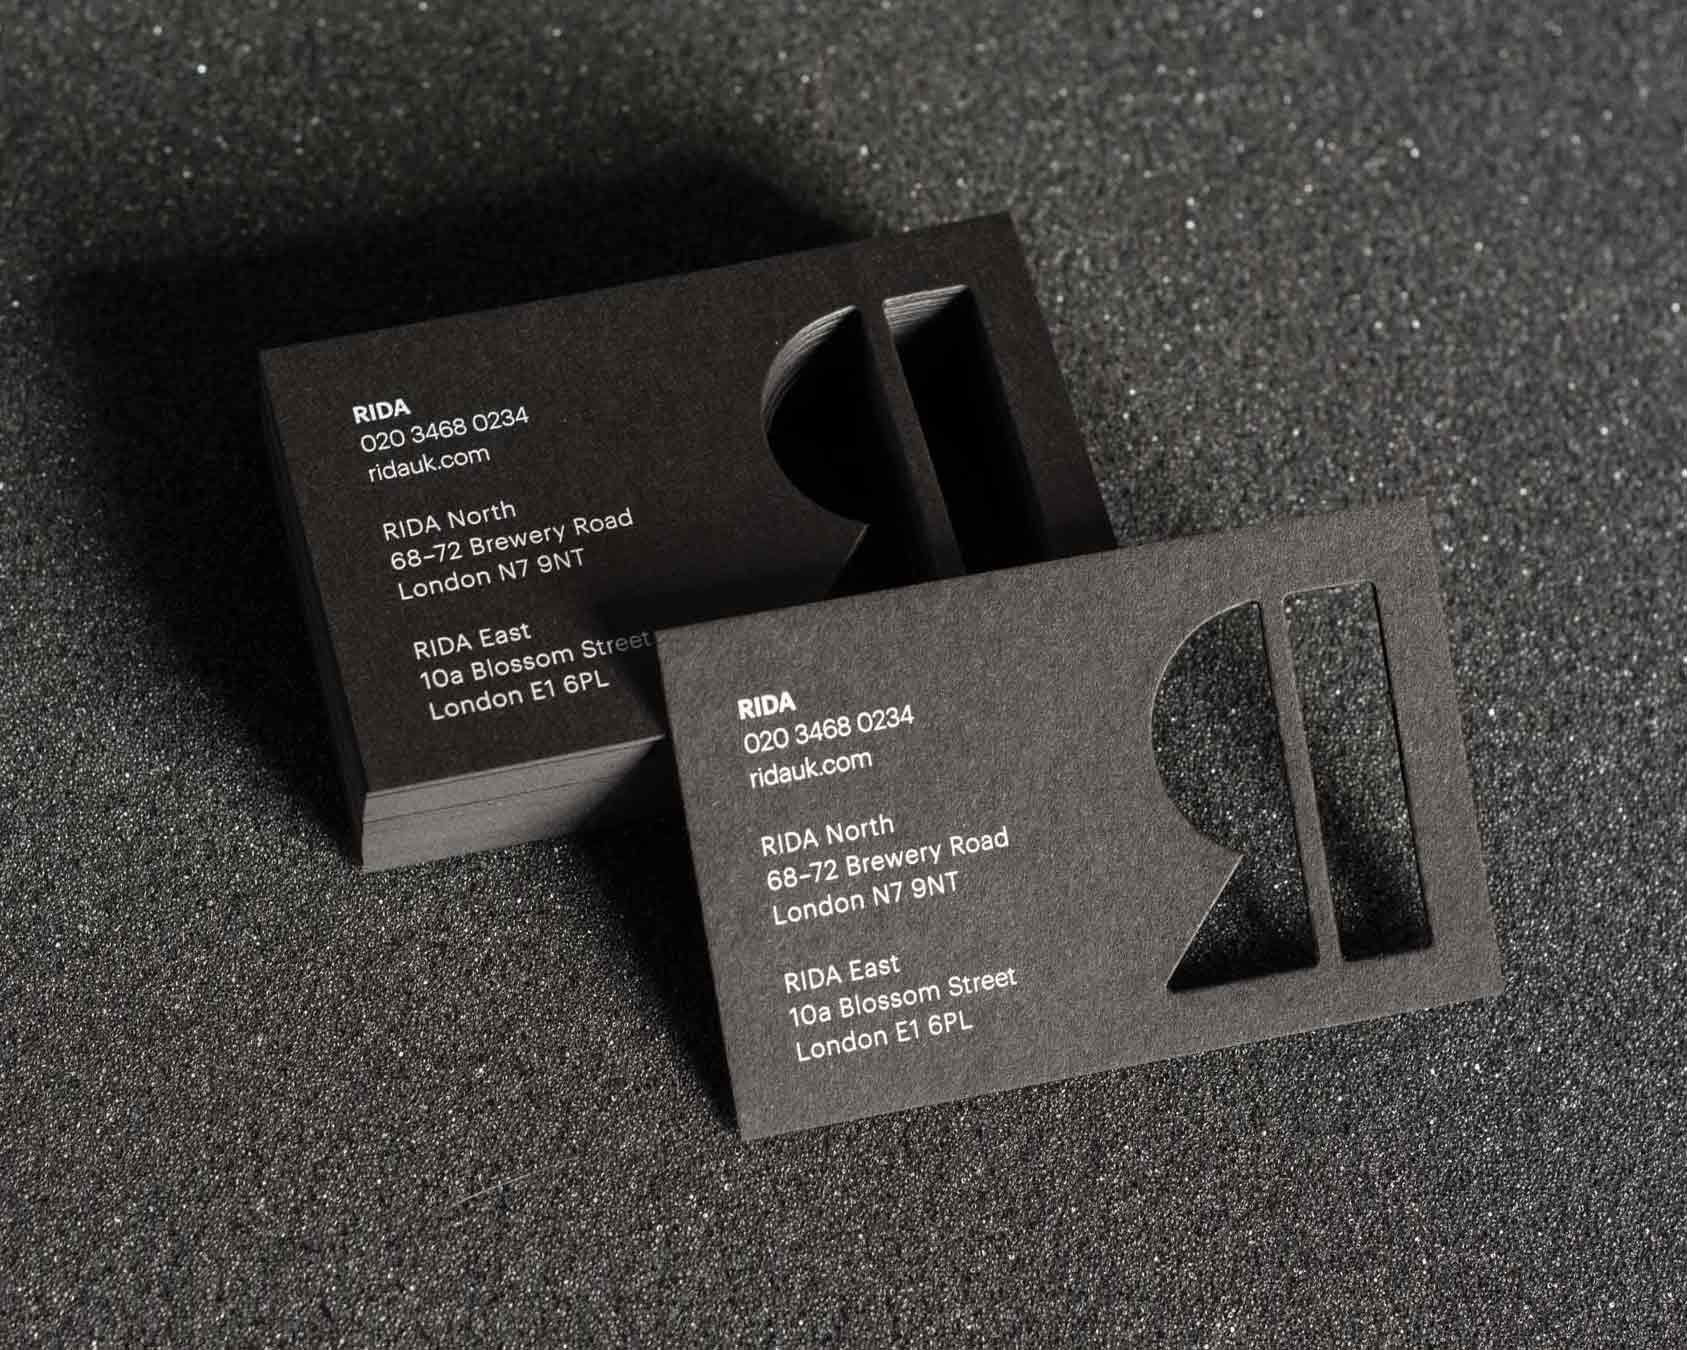 RIDA
020 3468 0234
ridauk.com
RIDA North
68–72 Brewery Road
London N7 9NT
RIDA East
10a Blossom Street
London E1 6PL
RIDA
020 3468 0234
ridauk.com
RIDA North
68–72 Brewery Road
London N7 9NT
RIDA East
10a Blossom Street
London E1 6PL